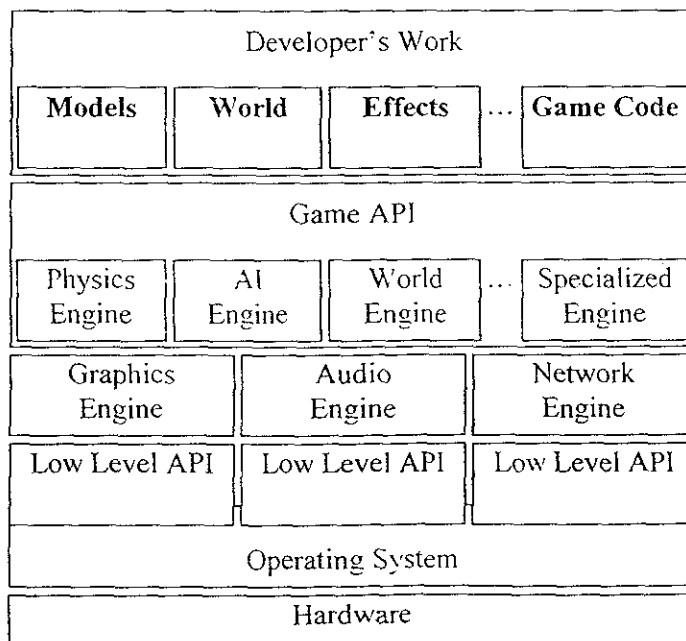 Developer's Work
Models World Effects ... Game Code
Game API
Physics Engine AI Engine World Engine ... Specialized Engine
Graphics Engine Audio Engine Network Engine
Low Level API Low Level API Low Level API
Operating System
Hardware